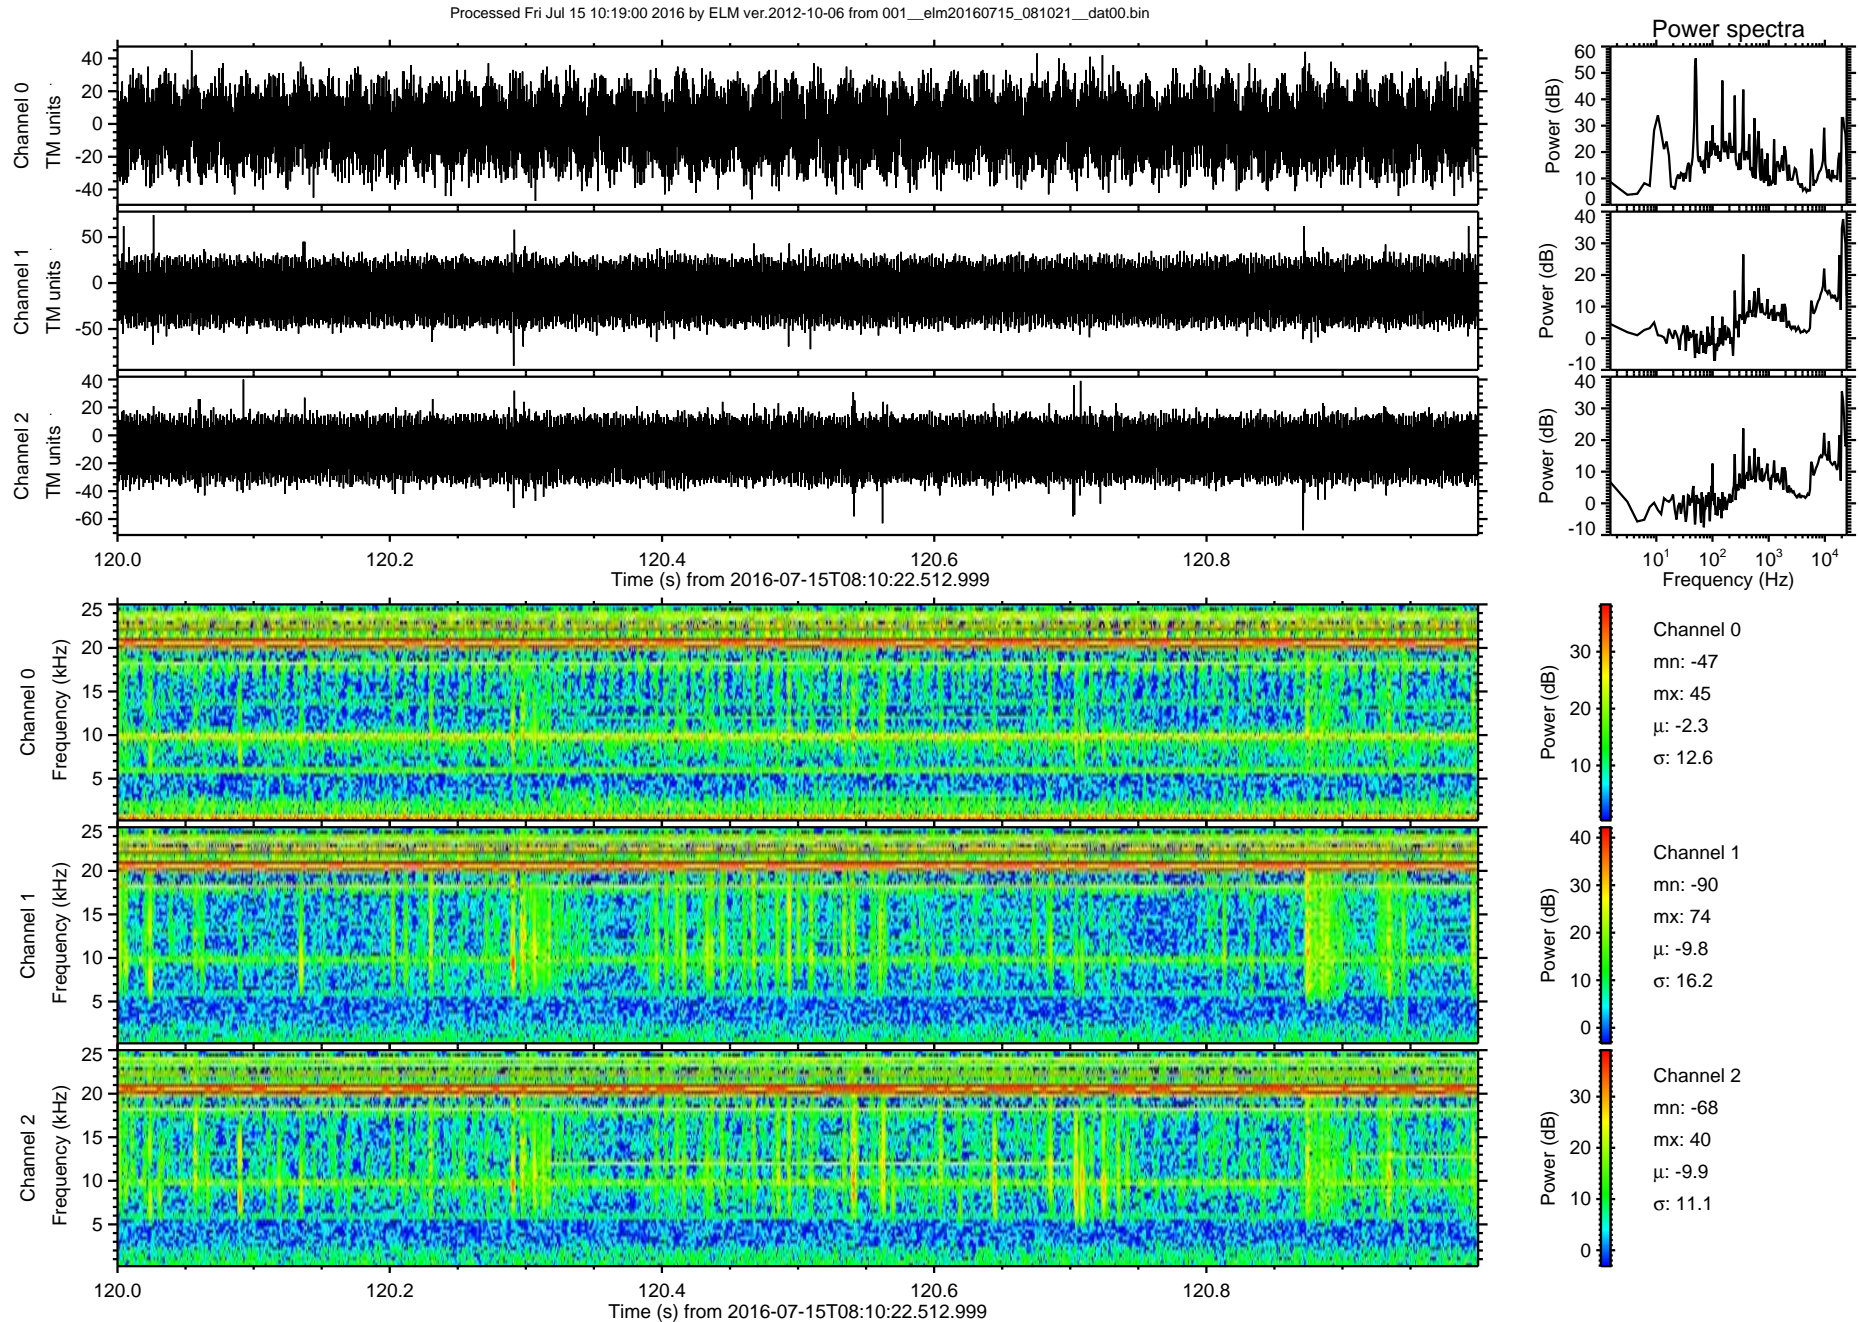 Processed Fri Jul 15 10:19:00 2016 by ELM ver.2012-10-06 from 001__elm20160715_081021__dat00.bin
Power spectra
Channel 0
TM units
40
20
0
-20
-40
Power (dB)
60
50
40
30
20
10
0
Channel 1
TM units
50
0
-50
Power (dB)
40
30
20
10
0
-10
Channel 2
TM units
40
20
0
-20
-40
-60
Power (dB)
40
30
20
10
0
-10
120.0 120.2 120.4 120.6 120.8
Time (s) from 2016-07-15T08:10:22.512.999
10¹ 10² 10³ 10⁴
Frequency (Hz)
Channel 0
Frequency (kHz)
25
20
15
10
5
Power (dB)
30
20
10
Channel 0
mn: -47
mx: 45
μ: -2.3
σ: 12.6
Channel 1
Frequency (kHz)
25
20
15
10
5
Power (dB)
40
30
20
10
0
Channel 1
mn: -90
mx: 74
μ: -9.8
σ: 16.2
Channel 2
Frequency (kHz)
25
20
15
10
5
Power (dB)
30
20
10
0
Channel 2
mn: -68
mx: 40
μ: -9.9
σ: 11.1
120.0 120.2 120.4 120.6 120.8
Time (s) from 2016-07-15T08:10:22.512.999